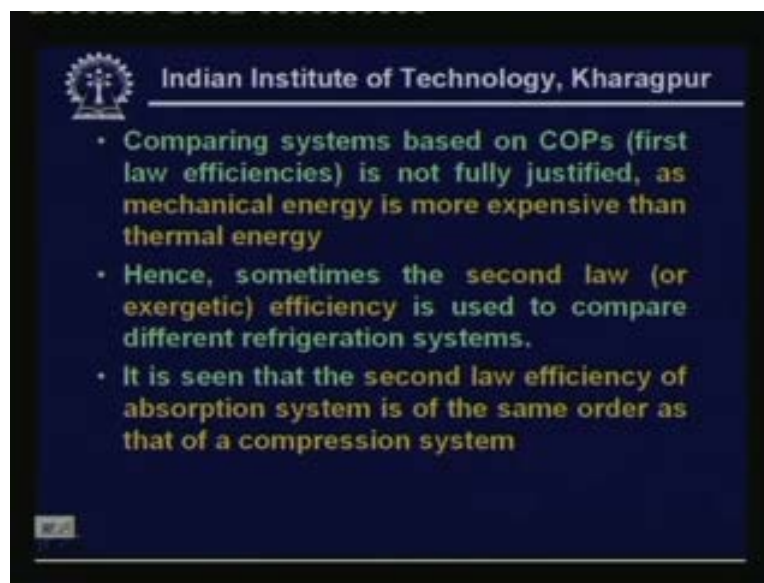 Indian Institute of Technology, Kharagpur
• Comparing systems based on COPs (first
law efficiencies) is not fully justified, as
mechanical energy is more expensive than
thermal energy
• Hence, sometimes the second law (or
exergetic) efficiency is used to compare
different refrigeration systems.
• It is seen that the second law efficiency of
absorption system is of the same order as
that of a compression system